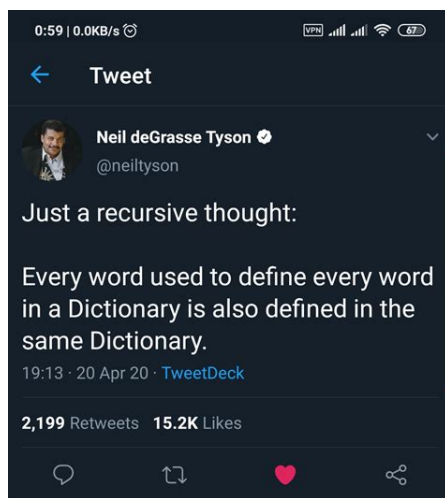 0:59 | 0.0KB/s
VPN 67
Tweet
Neil deGrasse Tyson
@neiltyson
Just a recursive thought:
Every word used to define every word
in a Dictionary is also defined in the
same Dictionary.
19:13 · 20 Apr 20 · TweetDeck
2,199 Retweets 15.2K Likes